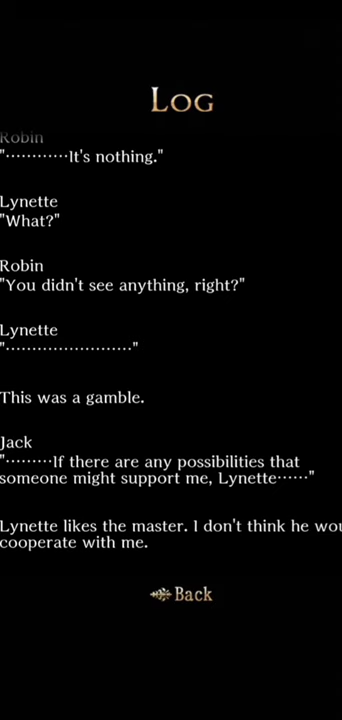 Log
Robin
"············It's nothing."
Lynette
"What?"
Robin
"You didn't see anything, right?"
Lynette
"························"
This was a gamble.
Jack
"·········If there are any possibilities that
someone might support me, Lynette······"
Lynette likes the master. I don't think he wou
cooperate with me.
Back